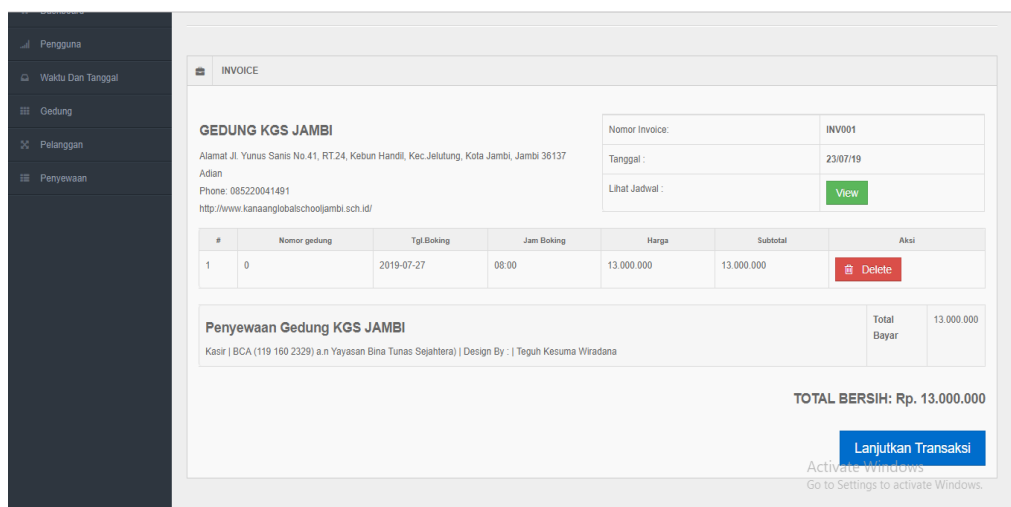 Pengguna
Waktu Dan Tanggal
Gedung
Pelanggan
Penyewaan
INVOICE
GEDUNG KGS JAMBI
Alamat Jl. Yunus Sanis No.41, RT.24, Kebun Handil, Kec.Jelutung, Kota Jambi, Jambi 36137
Adian
Phone: 085220041491
http://www.kanaanglobalschooljambi.sch.id/
Nomor Invoice: INV001
Tanggal : 23/07/19
Lihat Jadwal : View
# Nomor gedung Tgl.Boking Jam Boking Harga Subtotal Aksi
1 0 2019-07-27 08:00 13.000.000 13.000.000 Delete
Penyewaan Gedung KGS JAMBI
Kasir | BCA (119 160 2329) a.n Yayasan Bina Tunas Sejahtera) | Design By : | Teguh Kesuma Wiradana
Total Bayar 13.000.000
TOTAL BERSIH: Rp. 13.000.000
Lanjutkan Transaksi
Activate Windows
Go to Settings to activate Windows.